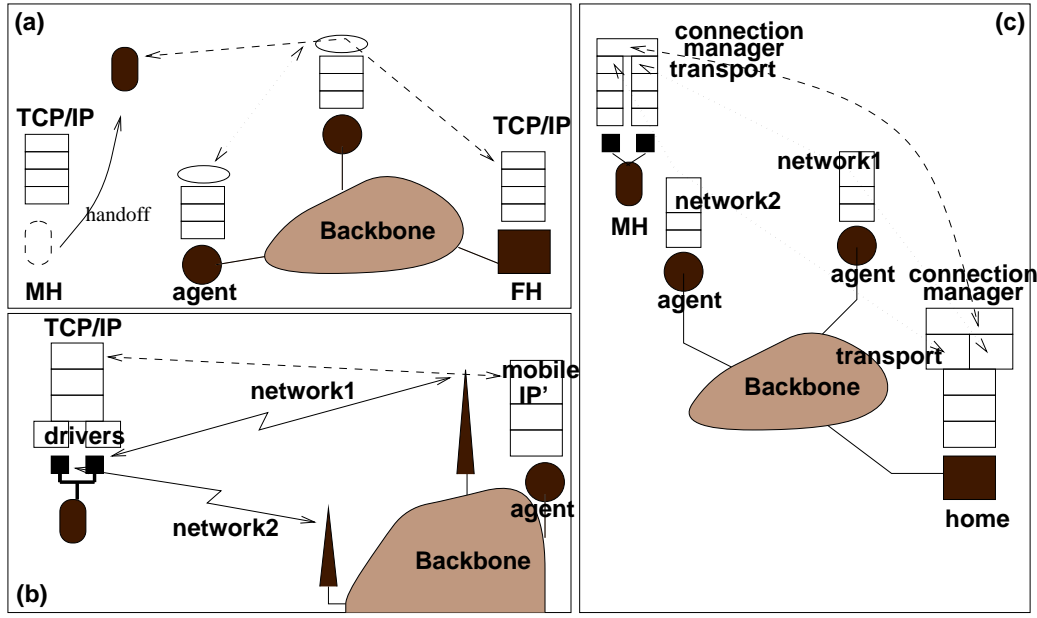 (a)
TCP/IP
TCP/IP
handoff
Backbone
MH
agent
FH
TCP/IP
mobile
IP'
network1
drivers
agent
network2
Backbone
(b)
(c)
connection
manager
transport
network1
network2
MH
agent
agent
connection
manager
transport
Backbone
home